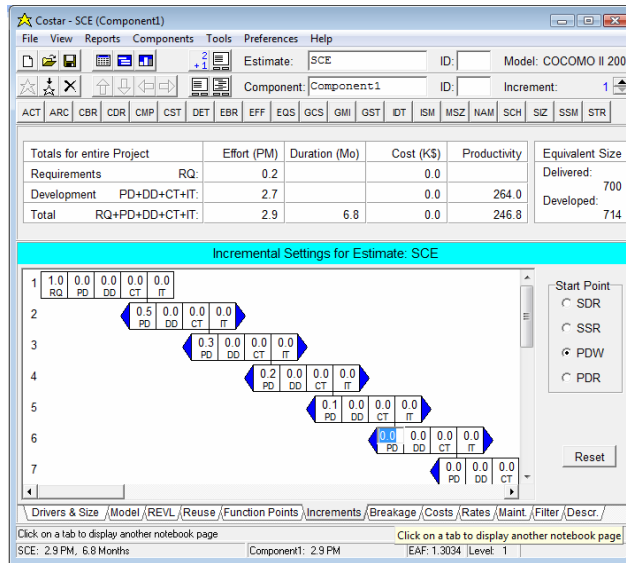 Costar - SCE (Component1)
File View Reports Components Tools Preferences Help
2 +1 Estimate: SCE ID: Model: COCOMO II 200
Component: Component1 ID: Increment: 1
ACT ARC CBR CDR CMP CST DET EBR EFF EQS GCS GMI GST IDT ISM MSZ NAM SCH SIZ SSM STR
Totals for entire Project Effort (PM) Duration (Mo) Cost (K$) Productivity Equivalent Size
Requirements RQ: 0.2 0.0 Delivered:
700
Development PD+DD+CT+IT: 2.7 0.0 264.0 Developed:
Total RQ+PD+DD+CT+IT: 2.9 6.8 0.0 246.8 714
Incremental Settings for Estimate: SCE
1 1.0 0.0 0.0 0.0 0.0
RQ PD DD CT IT
2 0.5 0.0 0.0 0.0
PD DD CT IT
3 0.3 0.0 0.0 0.0
PD DD CT IT
4 0.2 0.0 0.0 0.0
PD DD CT IT
5 0.1 0.0 0.0 0.0
PD DD CT IT
6 0.0 0.0 0.0 0.0
PD DD CT IT
7 0.0 0.0 0.0
PD DD CT
Start Point
SDR
SSR
PDW
PDR
Reset
Drivers & Size Model REVL Reuse Function Points Increments Breakage Costs Rates Maint. Filter Descr.
Click on a tab to display another notebook page Click on a tab to display another notebook page
SCE: 2.9 PM, 6.8 Months Component1: 2.9 PM EAF: 1.3034 Level: 1